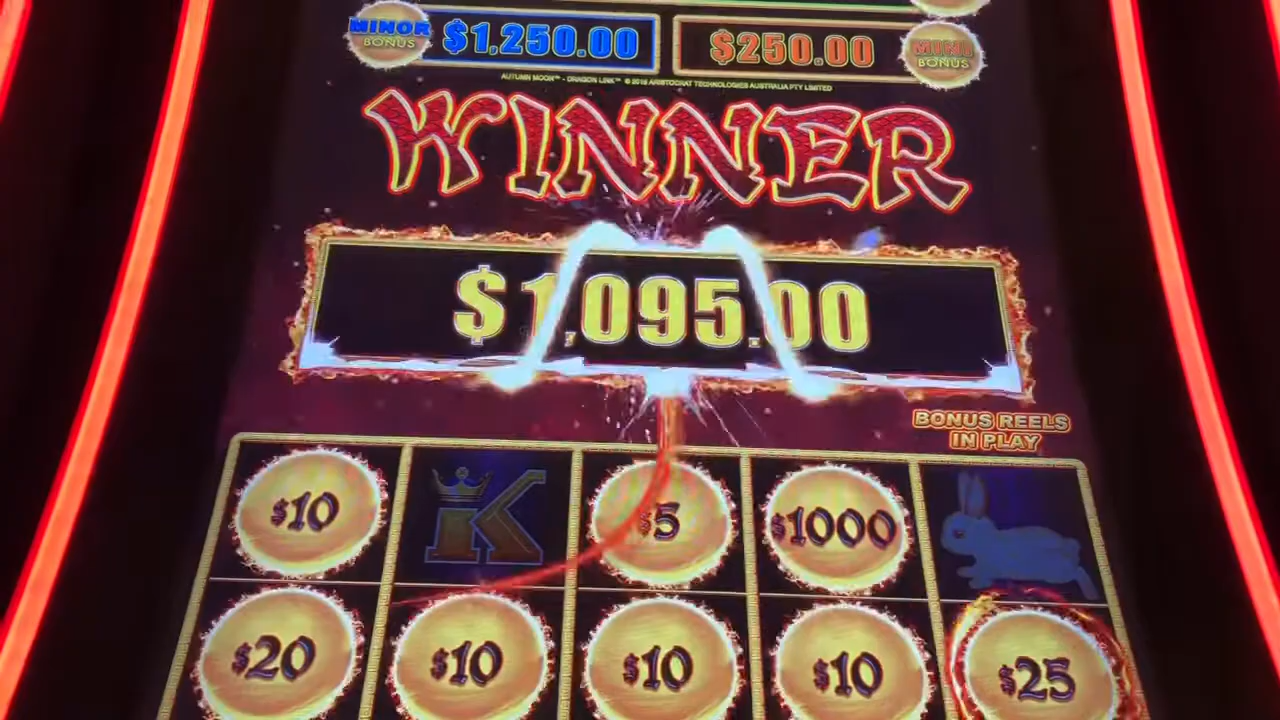 MINOR BONUS $1,250.00 $250.00 MINI BONUS
AUTUMN MOON™ - DRAGON LINK™ © 2019 ARISTOCRAT TECHNOLOGIES AUSTRALIA PTY LIMITED
WINNER
$1,095.00
BONUS REELS
IN PLAY
$10 K $5 $1000
$20 $10 $10 $10 $25